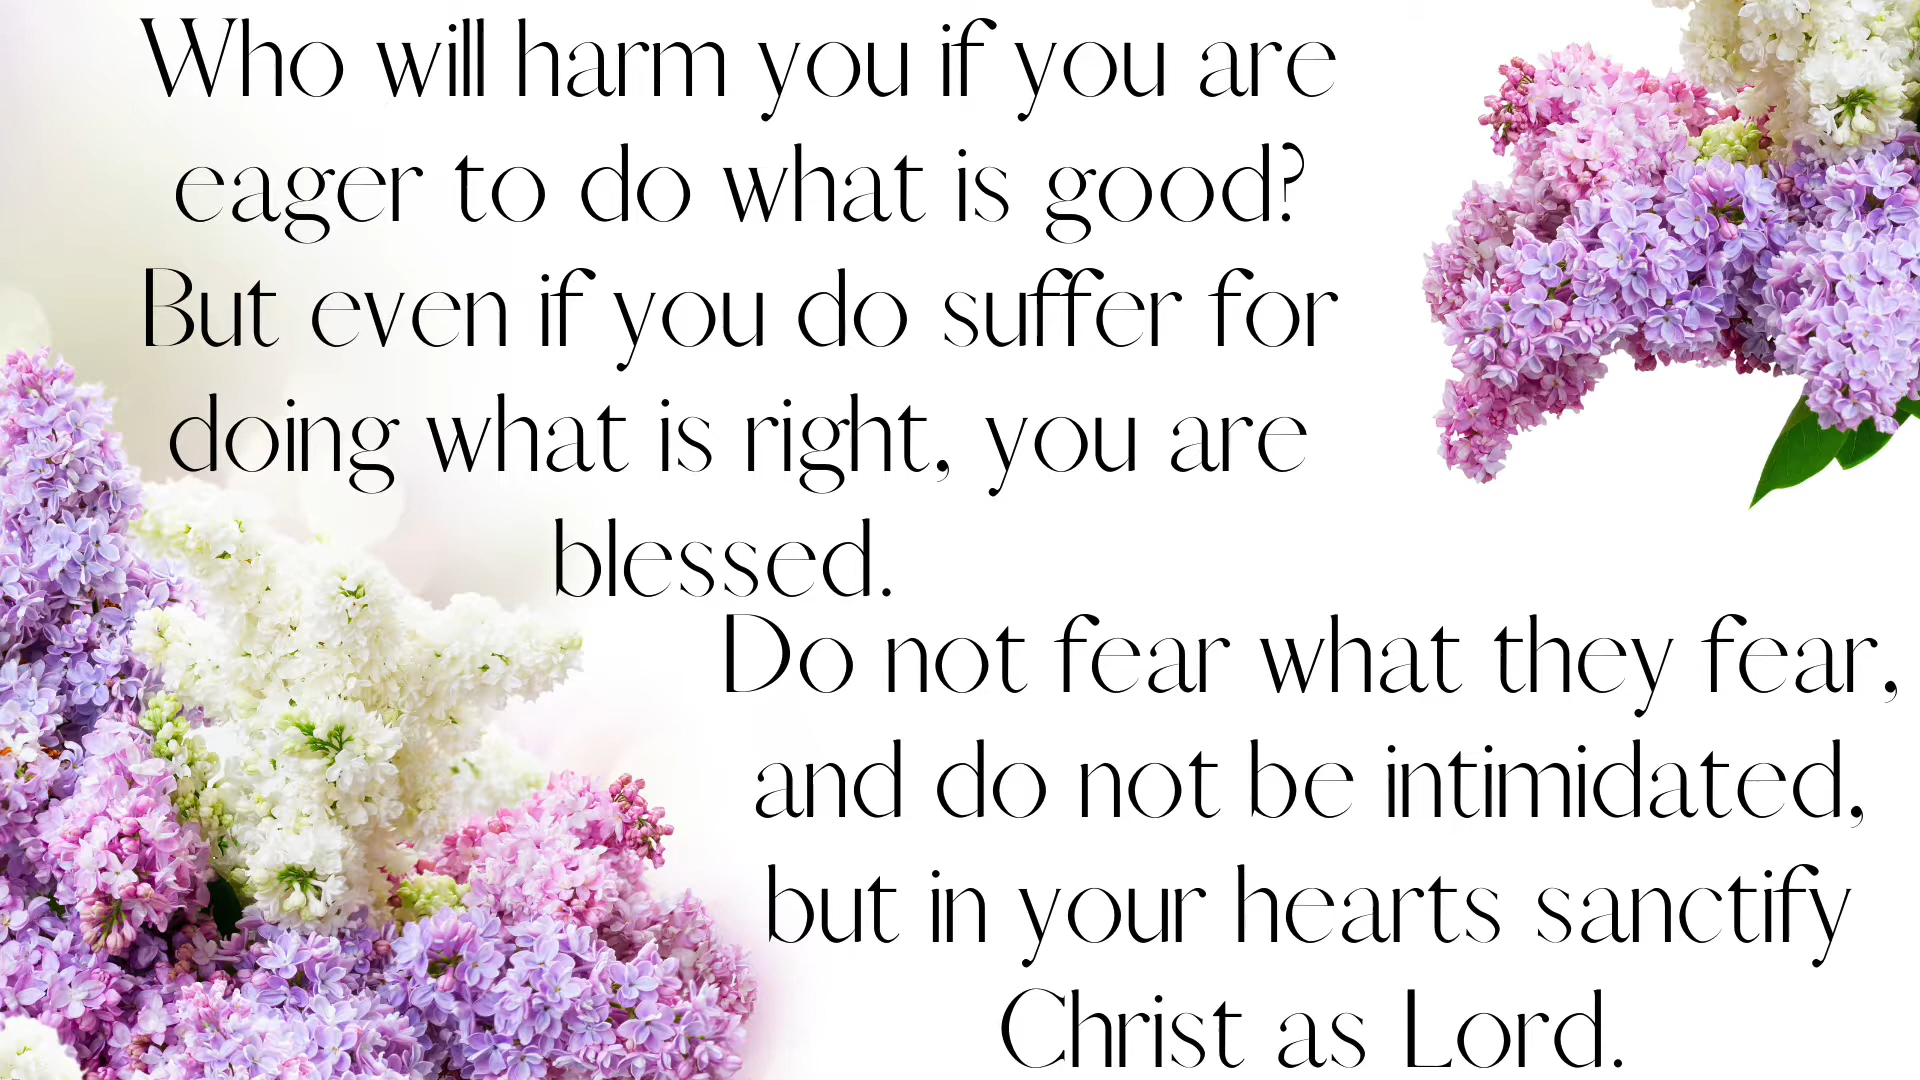 Who will harm you if you are
eager to do what is good?
But even if you do suffer for
doing what is right, you are
blessed.
Do not fear what they fear,
and do not be intimidated,
but in your hearts sanctify
Christ as Lord.